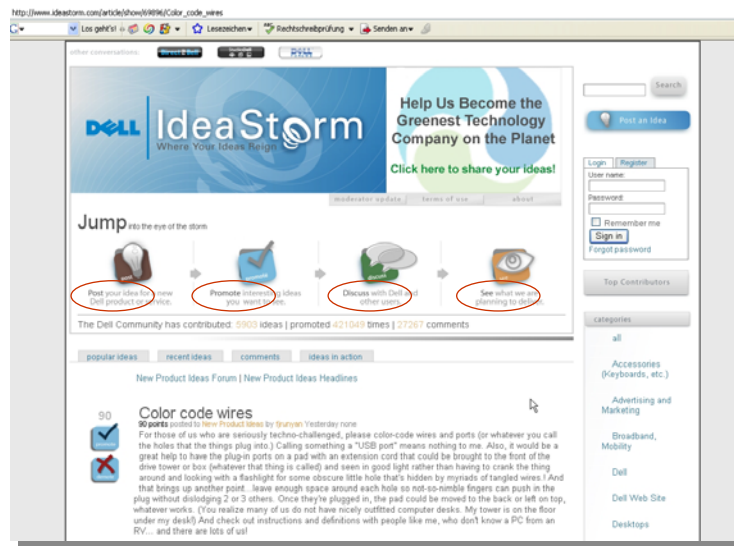 http://www.ideastorm.com/article/show/69896/Color_code_wires
Los geht's!
Lesezeichen
Rechtschreibprüfung
Senden an
other conversations:
DELL IdeaStorm
Where Your Ideas Reign
Help Us Become the
Greenest Technology
Company on the Planet
Click here to share your ideas!
moderator update
terms of use
about
Search
Post an Idea
Login
Register
User name:
Password:
Remember me
Sign in
Forgot password
Top Contributors
Jump into the eye of the storm
Post your idea for a new
Dell product or service.
Promote interesting ideas
you want to see.
Discuss with Dell and
other users.
See what we are
planning to deliver.
The Dell Community has contributed: 5903 ideas | promoted 421049 times | 27267 comments
popular ideas
recent ideas
comments
ideas in action
New Product Ideas Forum | New Product Ideas Headlines
90
Color code wires
90 points posted to New Product Ideas by tjrunyan Yesterday none
For those of us who are seriously techno-challenged, please color-code wires and ports (or whatever you call
the holes that the things plug into.) Calling something a "USB port" means nothing to me. Also, it would be a
great help to have the plug-in ports on a pad with an extension cord that could be brought to the front of the
drive tower or box (whatever that thing is called) and seen in good light rather than having to crank the thing
around and looking with a flashlight for some obscure little hole that's hidden by myriads of tangled wires.! And
that brings up another point...leave enough space around each hole so not-so-nimble fingers can push in the
plug without dislodging 2 or 3 others. Once they're plugged in, the pad could be moved to the back or left on top,
whatever works. (You realize many of us do not have nicely outfitted computer desks. My tower is on the floor
under my desk!) And check out instructions and definitions with people like me, who don't know a PC from an
RV... and there are lots of us!
categories
all
Accessories
(Keyboards, etc.)
Advertising and
Marketing
Broadband,
Mobility
Dell
Dell Web Site
Desktops